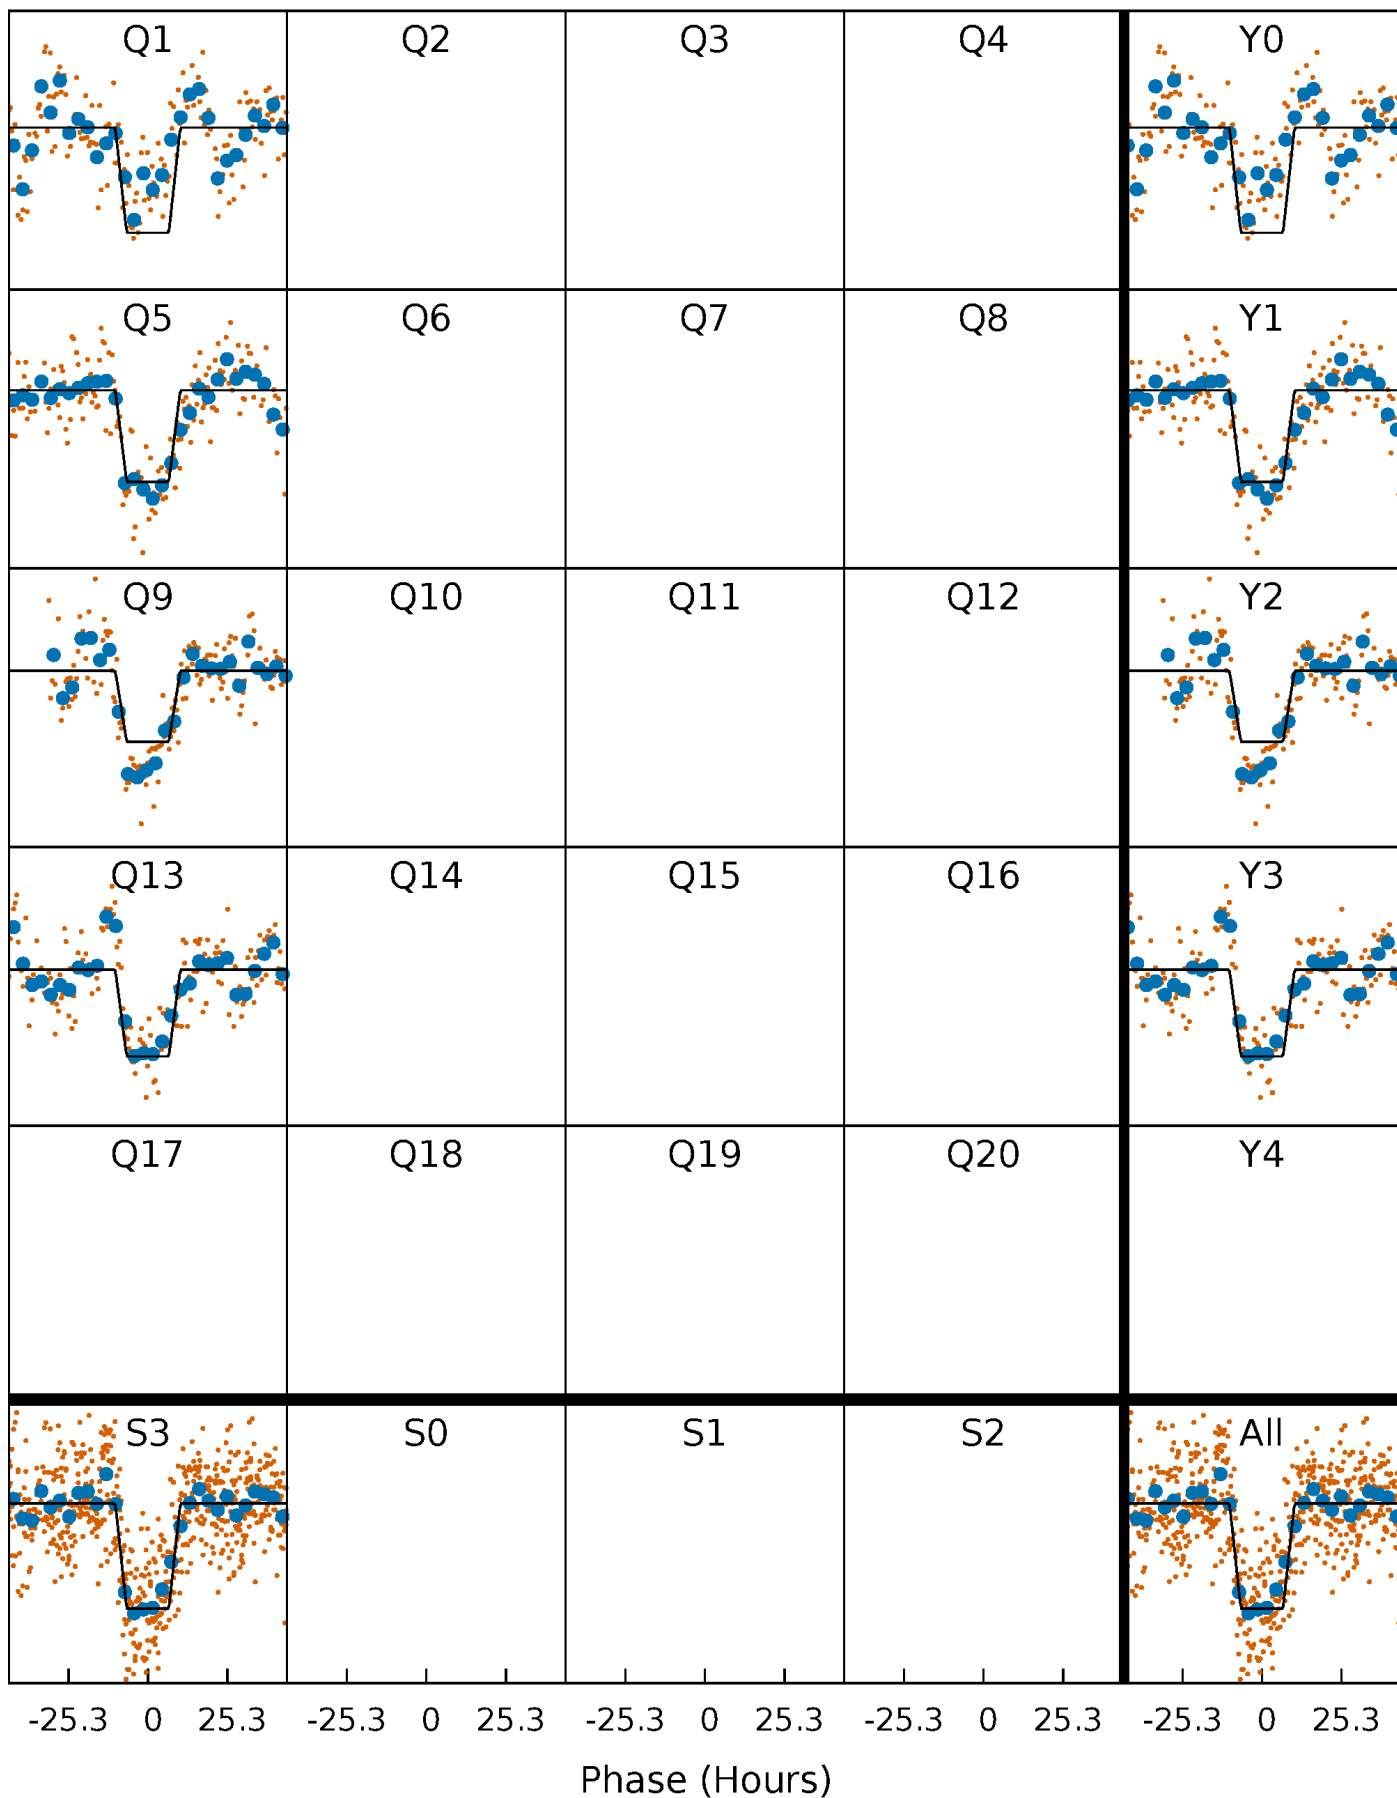 Q1 Q2 Q3 Q4 Y0
Q5 Q6 Q7 Q8 Y1
Q9 Q10 Q11 Q12 Y2
Q13 Q14 Q15 Q16 Y3
Q17 Q18 Q19 Q20 Y4
S3 S0 S1 S2 All
-25.3 0 25.3 -25.3 0 25.3 -25.3 0 25.3 -25.3 0 25.3 -25.3 0 25.3
Phase (Hours)